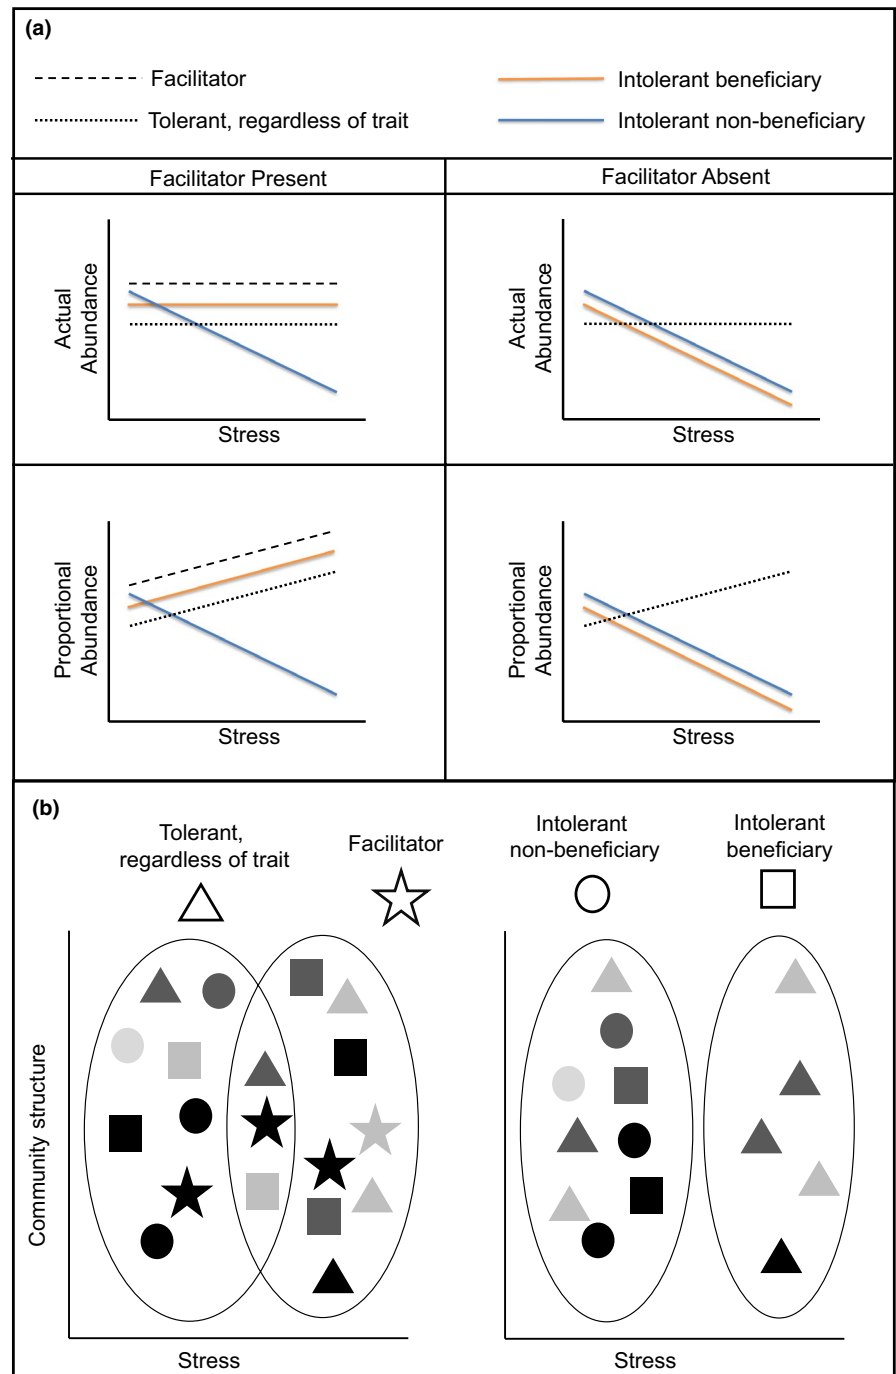 (a)
Facilitator
Intolerant beneficiary
Tolerant, regardless of trait
Intolerant non-beneficiary
Facilitator Present
Facilitator Absent
Actual
Abundance
Stress
Actual
Abundance
Stress
Proportional
Abundance
Stress
Proportional
Abundance
Stress
(b)
Tolerant,
regardless of trait
Facilitator
Intolerant
non-beneficiary
Intolerant
beneficiary
Community structure
Stress
Stress